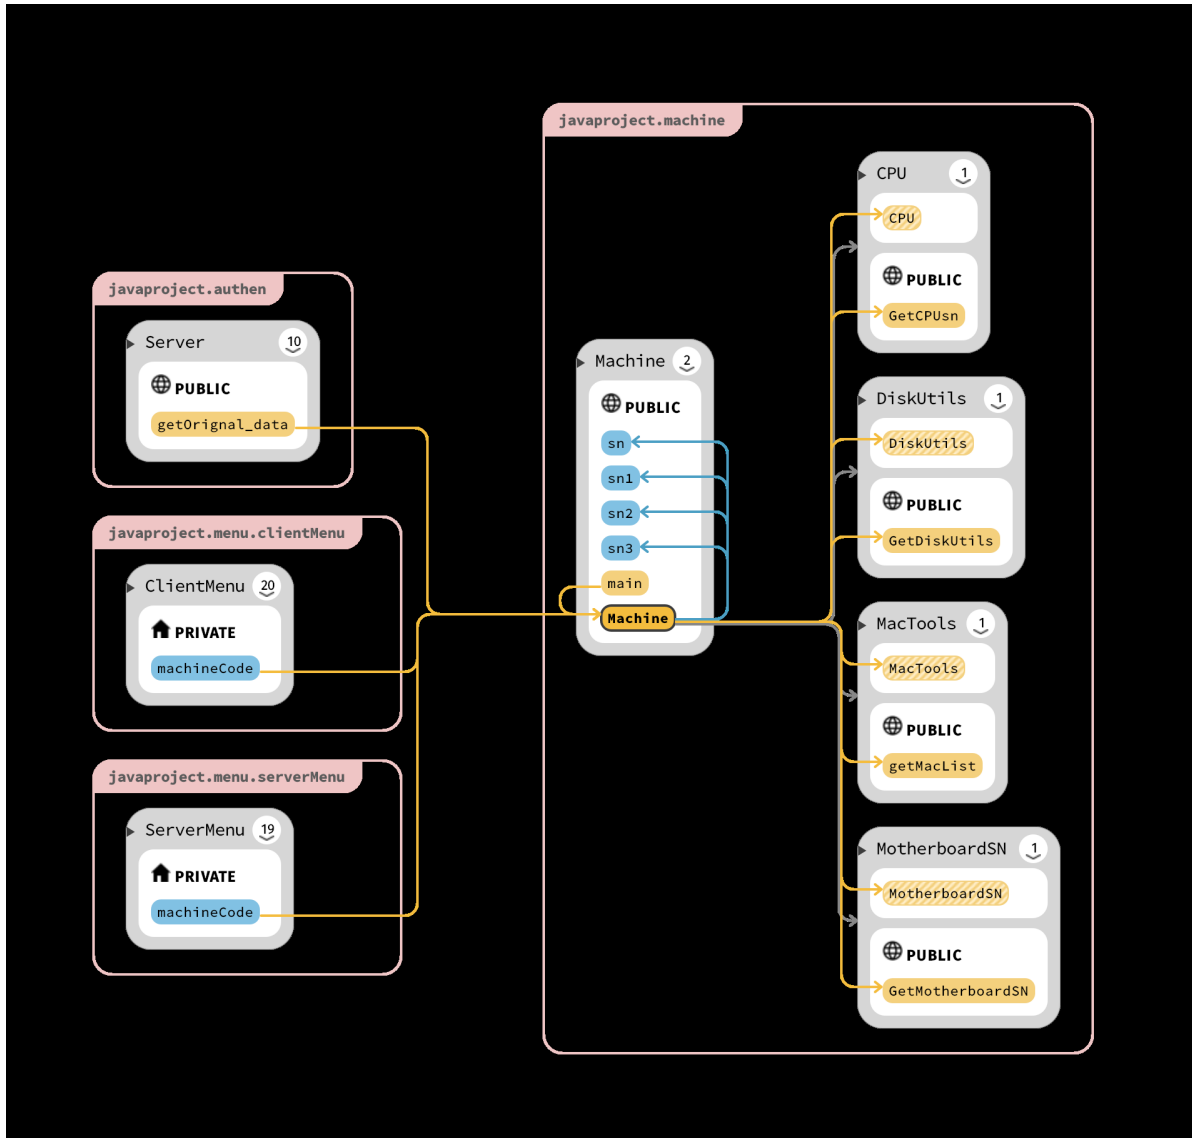 javaproject.authen
Server 10
PUBLIC
getOrignal_data
javaproject.menu.clientMenu
ClientMenu 20
PRIVATE
machineCode
javaproject.menu.serverMenu
ServerMenu 19
PRIVATE
machineCode
javaproject.machine
Machine 2
PUBLIC
sn
sn1
sn2
sn3
main
Machine
CPU 1
CPU
PUBLIC
GetCPUsn
DiskUtils 1
DiskUtils
PUBLIC
GetDiskUtils
MacTools 1
MacTools
PUBLIC
getMacList
MotherboardSN 1
MotherboardSN
PUBLIC
GetMotherboardSN